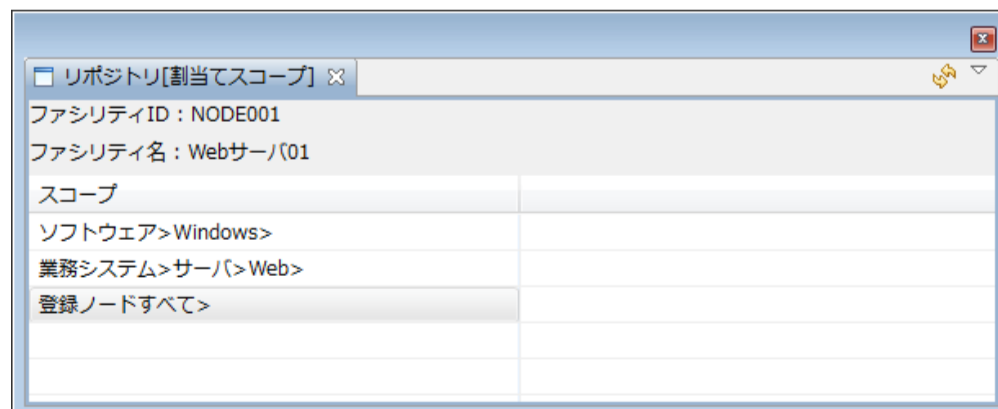 リポジトリ[割当てスコープ]
ファシリティID：NODE001
ファシリティ名：Webサーバ01
スコープ
ソフトウェア>Windows>
業務システム>サーバ>Web>
登録ノードすべて>